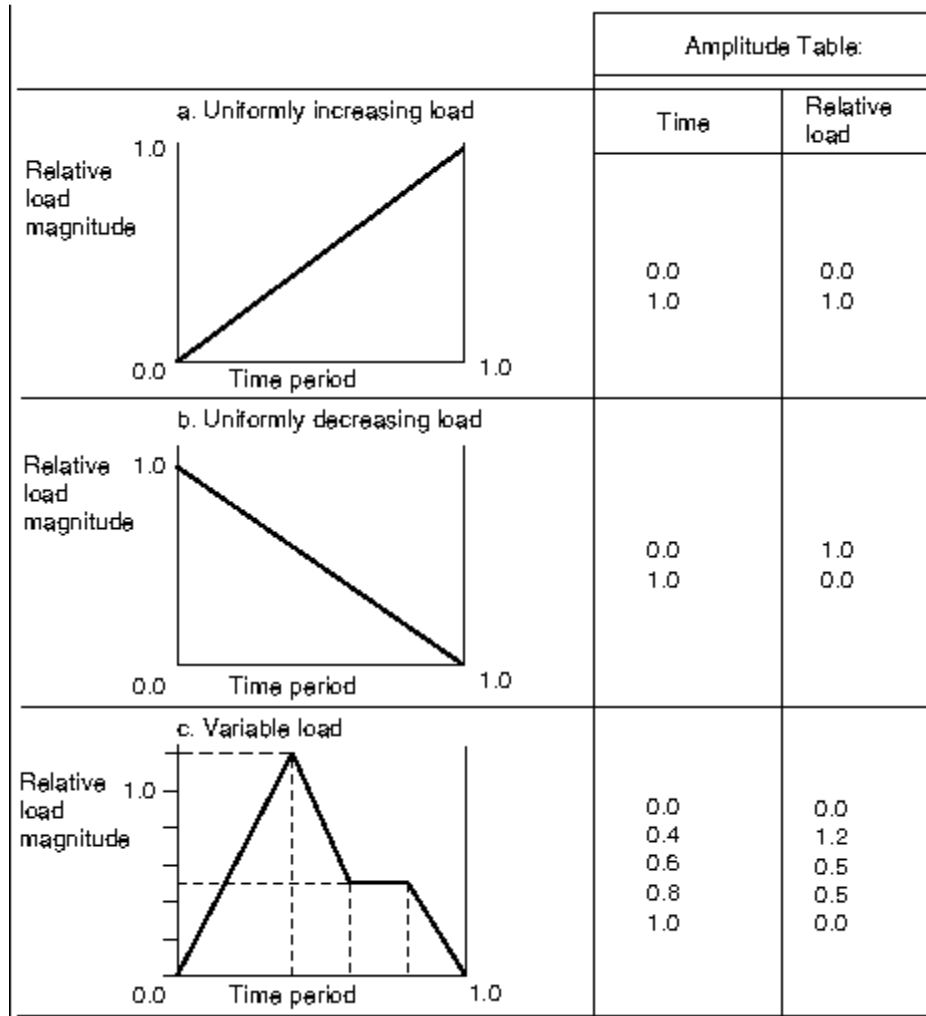 Amplitude Table:
Time
Relative
load
a. Uniformly increasing load
Relative
load
magnitude
1.0
0.0
Time period
1.0
0.0 0.0
1.0 1.0
b. Uniformly decreasing load
Relative
load
magnitude
1.0
0.0
Time period
1.0
0.0 1.0
1.0 0.0
c. Variable load
Relative
load
magnitude
1.0
0.0
Time period
1.0
0.0 0.0
0.4 1.2
0.6 0.5
0.8 0.5
1.0 0.0